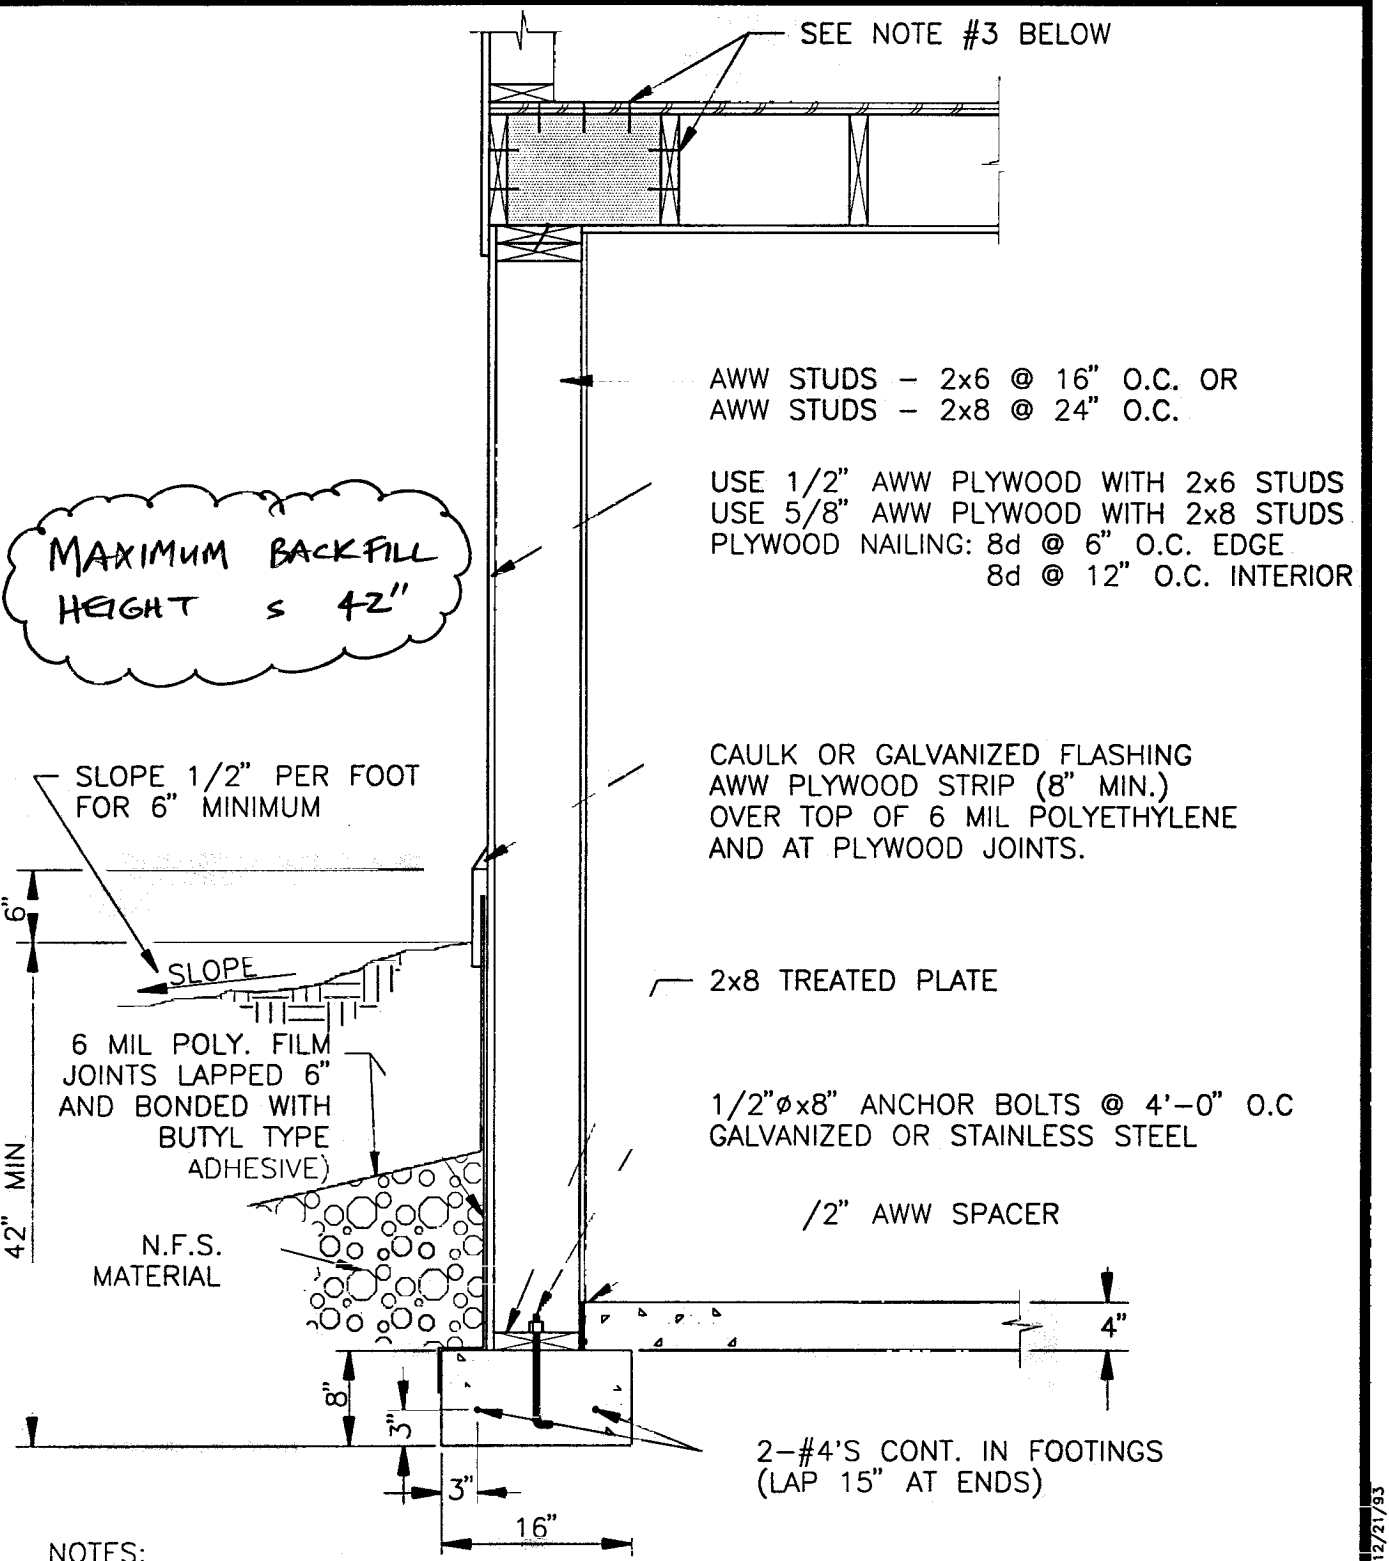 SEE NOTE #3 BELOW
AWW STUDS - 2x6 @ 16" O.C. OR
AWW STUDS - 2x8 @ 24" O.C.
USE 1/2" AWW PLYWOOD WITH 2x6 STUDS
USE 5/8" AWW PLYWOOD WITH 2x8 STUDS
PLYWOOD NAILING: 8d @ 6" O.C. EDGE
8d @ 12" O.C. INTERIOR
MAXIMUM BACKFILL
HEIGHT ≤ 42"
CAULK OR GALVANIZED FLASHING
AWW PLYWOOD STRIP (8" MIN.)
OVER TOP OF 6 MIL POLYETHYLENE
AND AT PLYWOOD JOINTS.
SLOPE 1/2" PER FOOT
FOR 6" MINIMUM
6"
SLOPE
2x8 TREATED PLATE
6 MIL POLY. FILM
JOINTS LAPPED 6"
AND BONDED WITH
BUTYL TYPE
ADHESIVE)
1/2"øx8" ANCHOR BOLTS @ 4'-0" O.C
GALVANIZED OR STAINLESS STEEL
42" MIN
/2" AWW SPACER
N.F.S.
MATERIAL
4"
8"
3"
2-#4'S CONT. IN FOOTINGS
(LAP 15" AT ENDS)
3"
16"
NOTES:
12/21/93